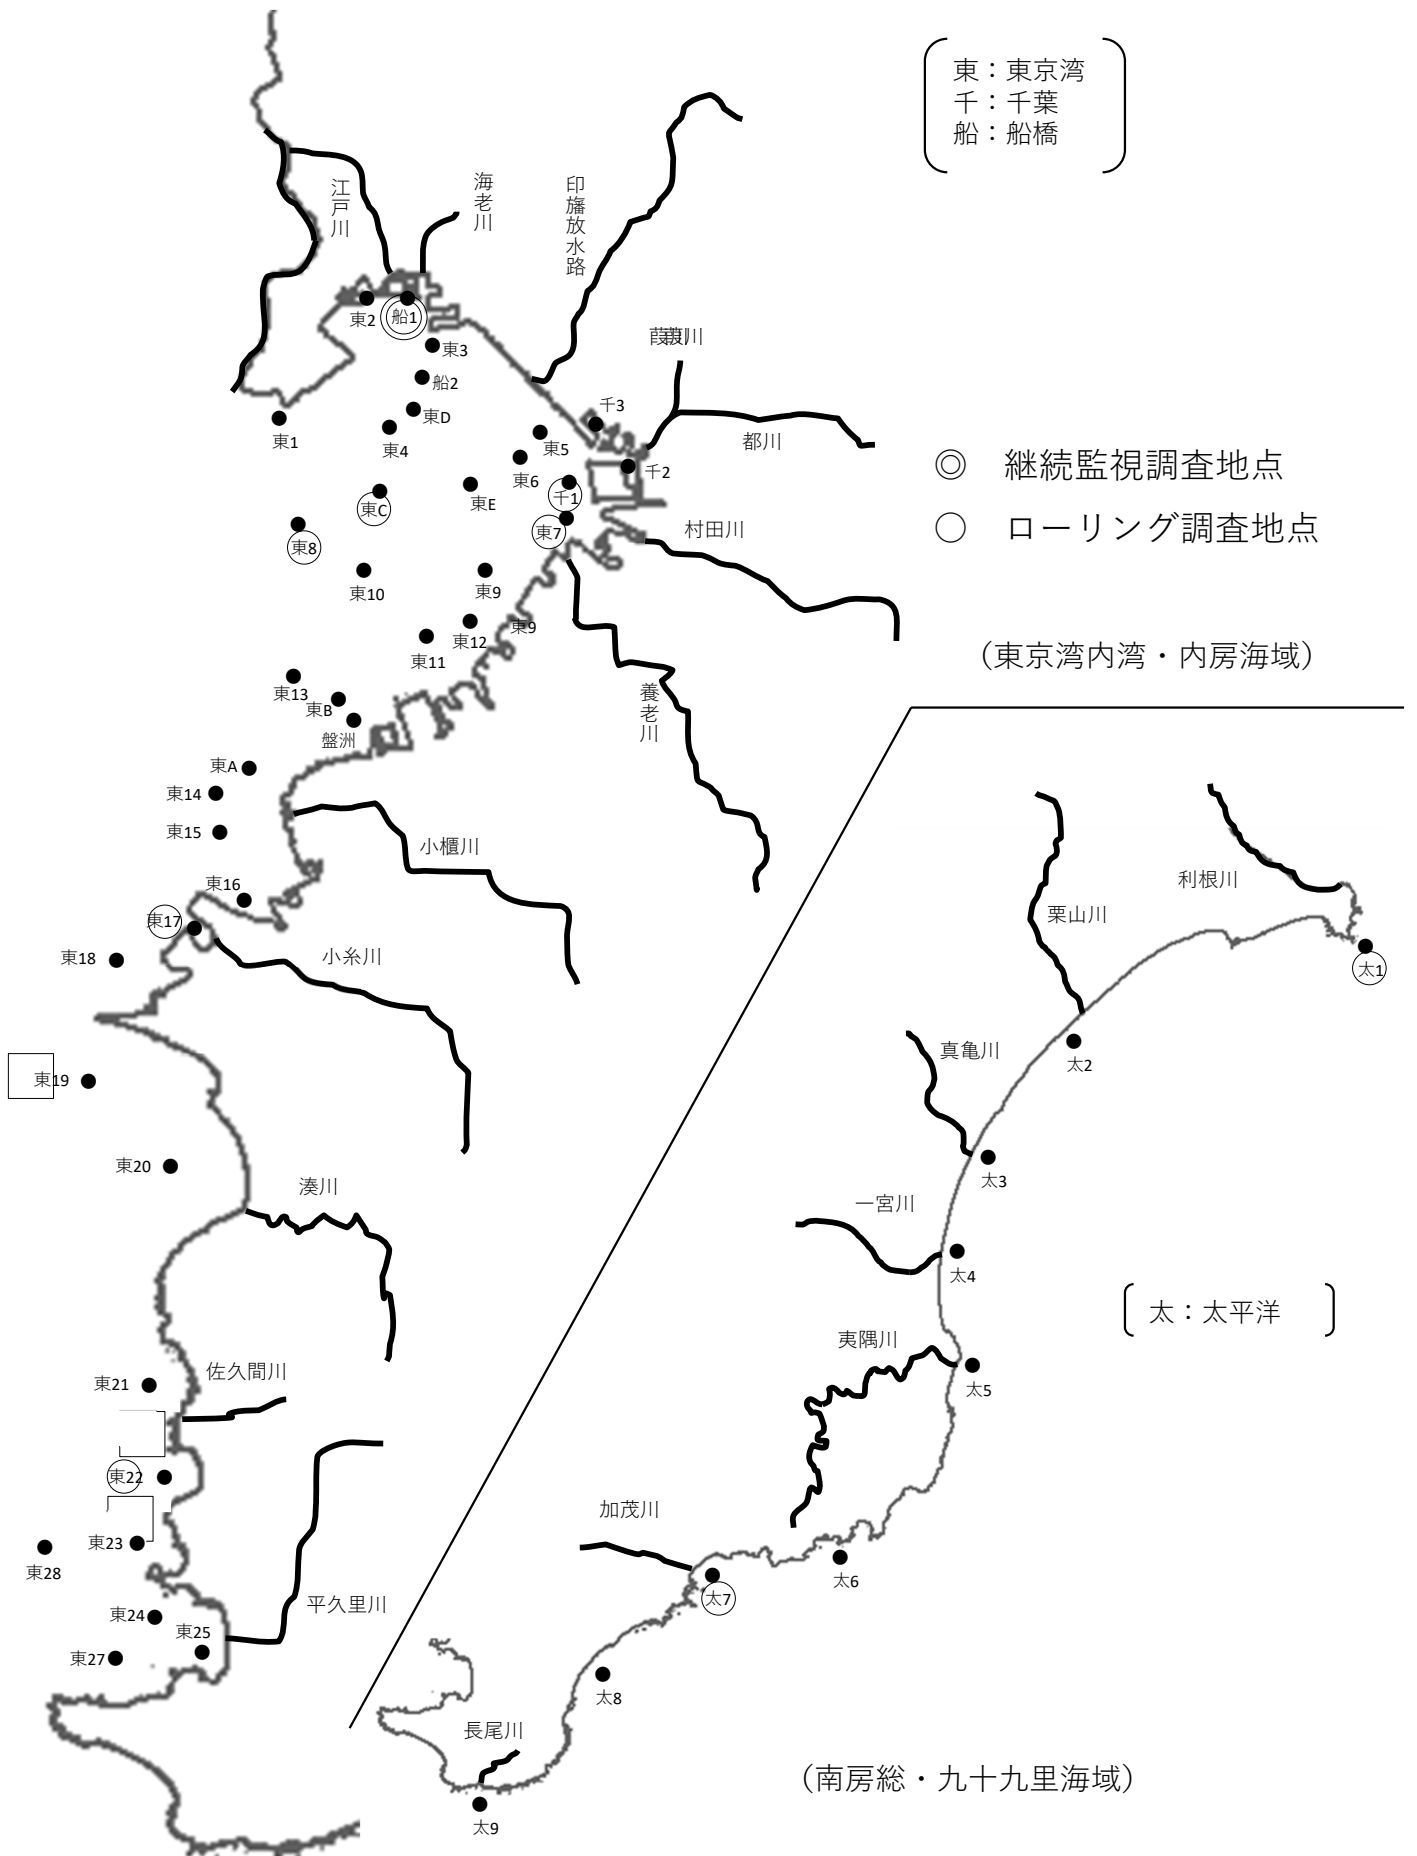 東：東京湾
千：千葉
船：船橋
江戸川
海老川
印旛放水路
東2
船1
東3
葭川
葭川
船2
東D
千3
東1
東4
東5
都川
◎ 継続監視調査地点
東6
千2
東E
千1
東C
○ ローリング調査地点
東7
村田川
東8
東10
東9
東12
東9
東11
(東京湾内湾・内房海域)
東13
東B
養老川
盤洲
東A
東14
東15
小櫃川
利根川
東16
栗山川
東17
小糸川
東18
太1
真亀川
太2
東19
東20
太3
湊川
一宮川
太4
太：太平洋
夷隅川
佐久間川
東21
太5
東22
加茂川
東23
東28
太6
太7
平久里川
東24
東25
東27
太8
長尾川
(南房総・九十九里海域)
太9